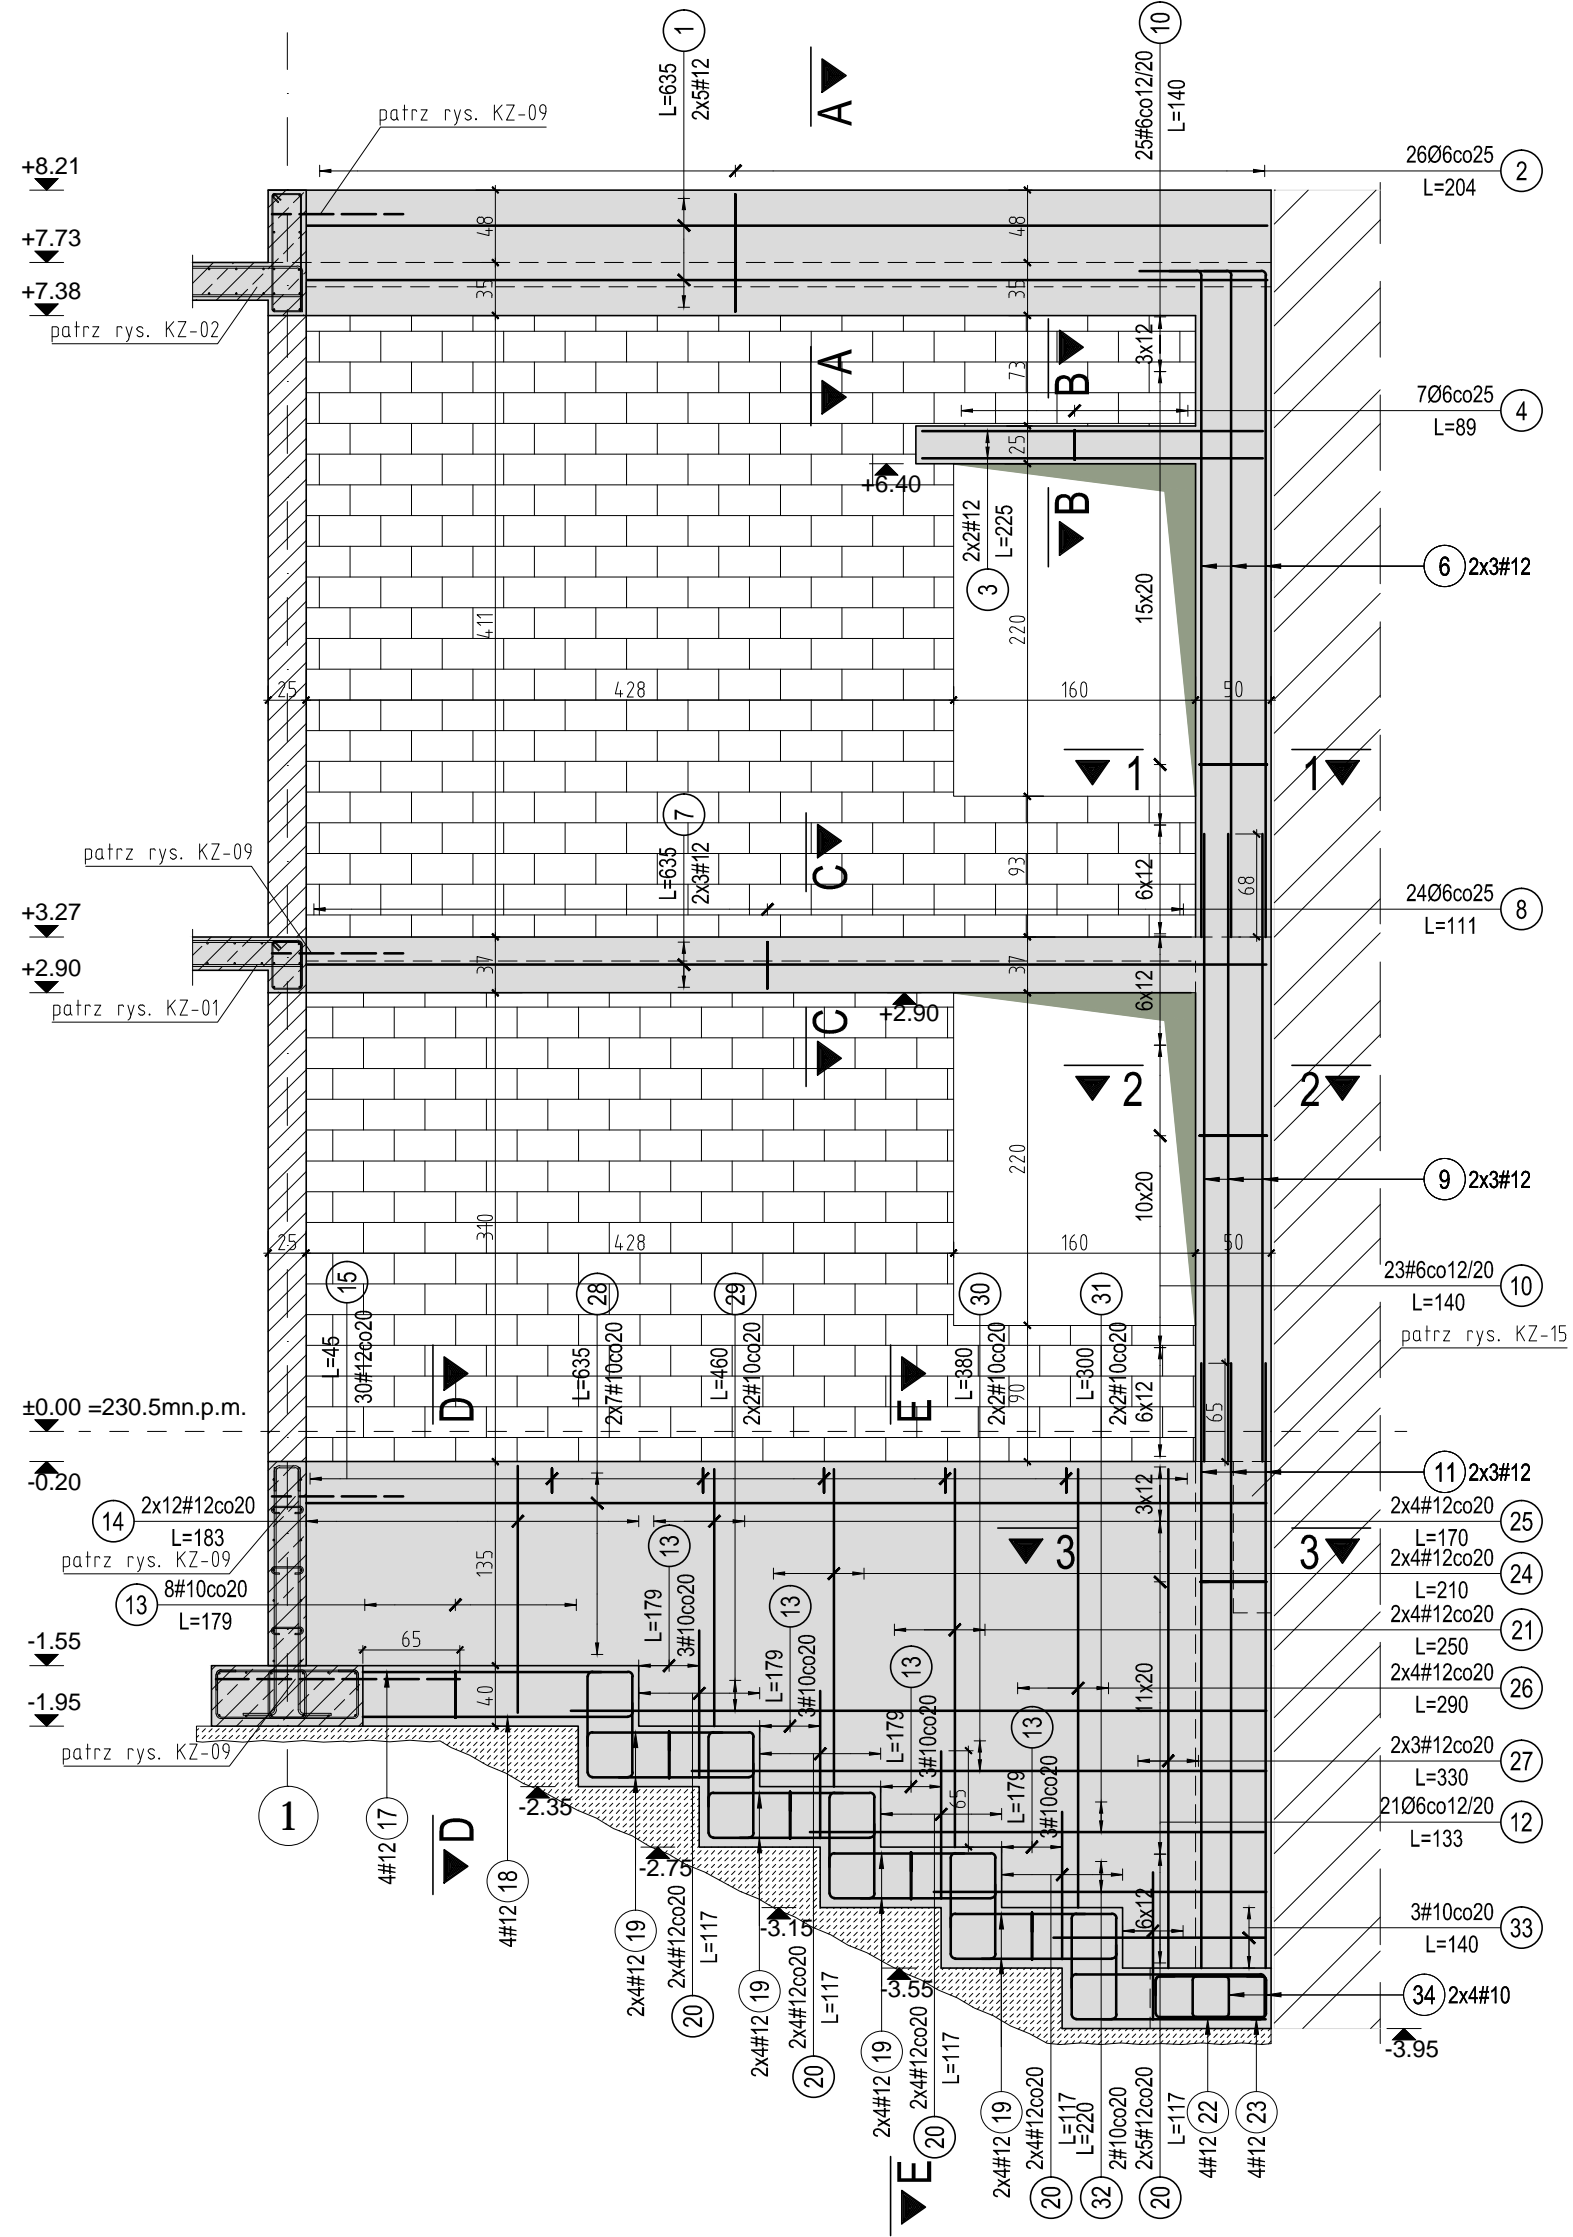 1
L=635
2x5#12
A
10
25#6co12/20
L=140
patrz rys. KZ-09
+8.21
26Ø6co25
L=204
2
48
48
+7.73
+7.38
35
35
patrz rys. KZ-02
A
B
73
3x12
7Ø6co25
L=89
4
25
+6.40
B
2x2#12
L=225
3
6
2x3#12
15x20
411
220
25
428
160
50
1
1
7
L=635
2x3#12
C
patrz rys. KZ-09
93
6x12
68
24Ø6co25
L=111
8
+3.27
+2.90
37
37
6x12
patrz rys. KZ-01
C
+2.90
2
2
220
9
2x3#12
10x20
310
25
428
160
50
15
L=45
30#12co20
28
L=635
2x7#10co20
29
L=460
2x2#10co20
30
L=380
2x2#10co20
31
L=300
2x2#10co20
23#6co12/20
L=140
10
patrz rys. KZ-15
D
E
90
6x12
65
±0.00 =230.5mn.p.m.
-0.20
11
2x3#12
14
2x12#12co20
L=183
3x12
2x4#12co20
L=170
25
patrz rys. KZ-09
135
13
L=179
3#10co20
3
3
2x4#12co20
L=210
24
13
8#10co20
L=179
13
L=179
3#10co20
2x4#12co20
L=250
21
-1.55
65
13
L=179
3#10co20
2x4#12co20
L=290
26
-1.95
40
11x20
13
L=179
3#10co20
patrz rys. KZ-09
2x3#12co20
L=330
27
65
1
-2.35
21Ø6co12/20
L=133
12
17
4#12
D
-2.75
18
4#12
6x12
-3.15
3#10co20
L=140
33
19
2x4#12
20
2x4#12co20
L=117
-3.55
34
2x4#10
19
2x4#12
20
2x4#12co20
L=117
-3.95
19
2x4#12
20
2x4#12co20
L=117
19
2x4#12
20
2x4#12co20
L=117
L=220
2#10co20
32
2x5#12co20
L=117
20
22
4#12
23
4#12
E